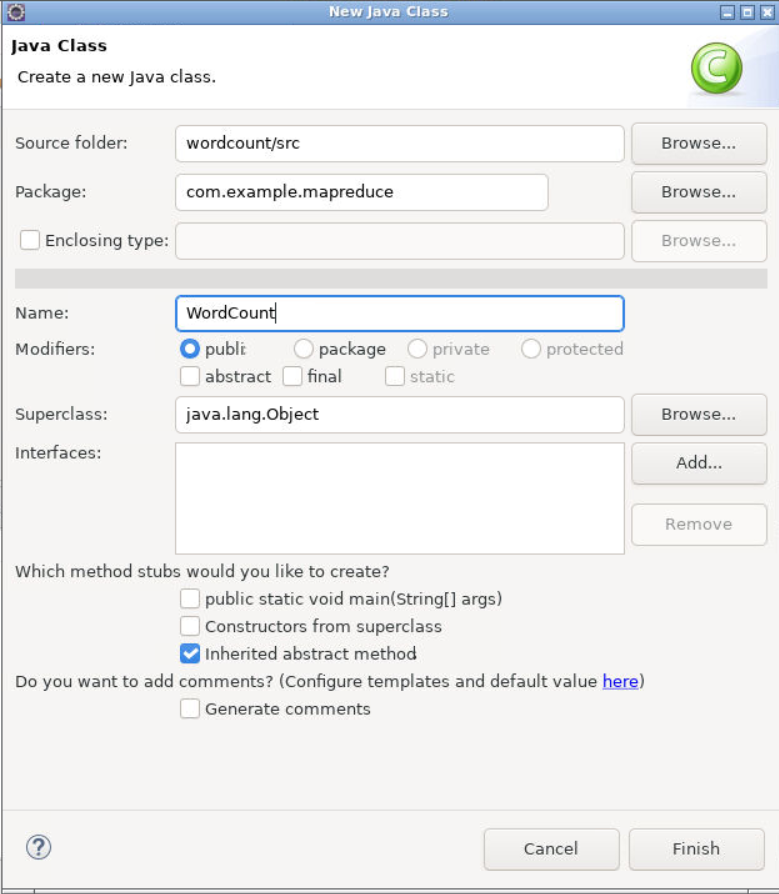 New Java Class
Java Class
Create a new Java class.
C
Source folder: wordcount/src Browse...
Package: com.example.mapreduce Browse...
Enclosing type: Browse...
Name: WordCount
Modifiers: publi package private protected
abstract final static
Superclass: java.lang.Object Browse...
Interfaces: Add...
Remove
Which method stubs would you like to create?
public static void main(String[] args)
Constructors from superclass
Inherited abstract method
Do you want to add comments? (Configure templates and default value here)
Generate comments
? Cancel Finish